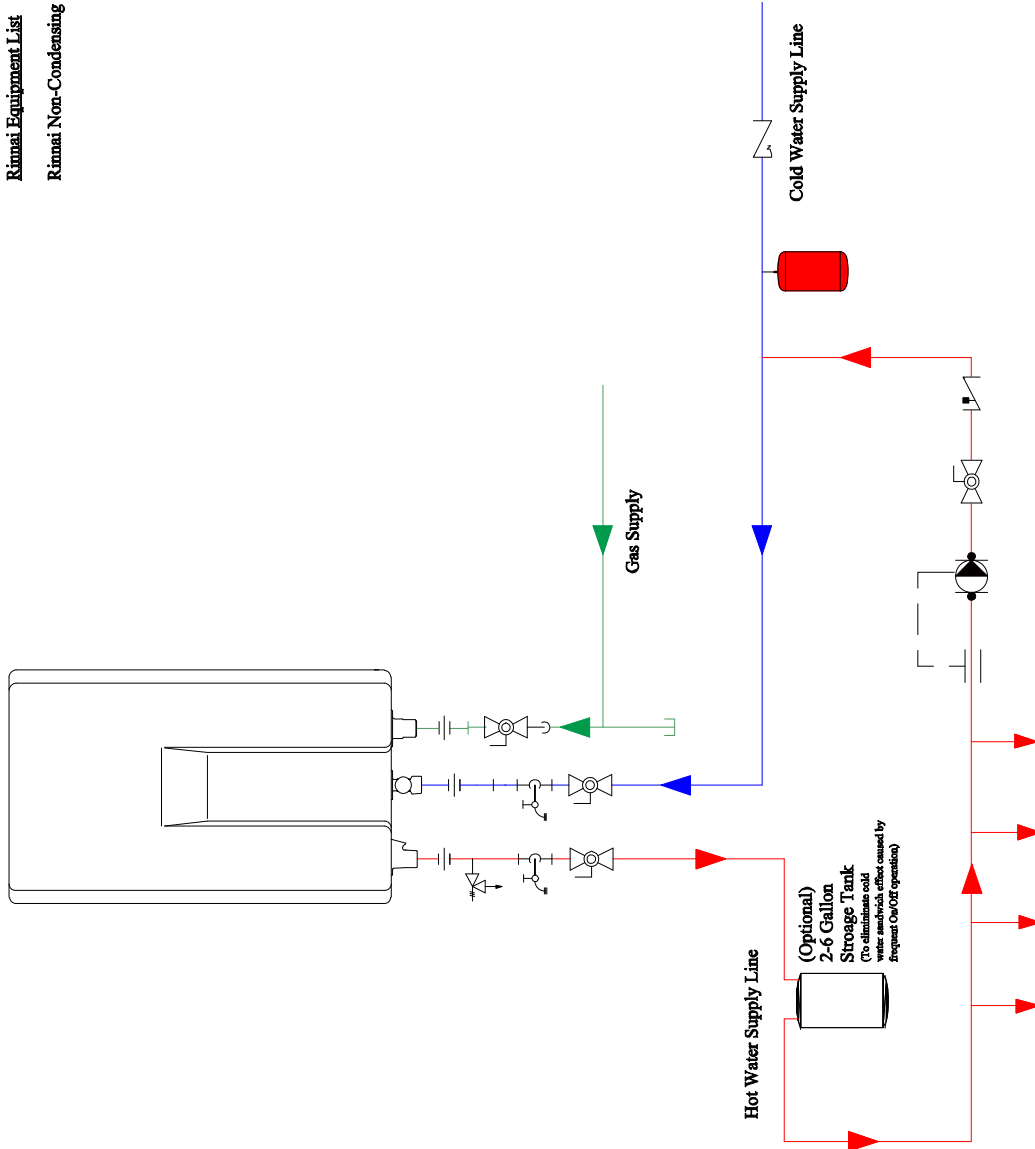 Rinnai Equipment List
Rinnai Non-Condensing
Cold Water Supply Line
Gas Supply
Hot Water Supply Line
(Optional)
2-6 Gallon
Stroage Tank
(To elimininate cold
water sandwich effect caused by
frequent On/Off operation)